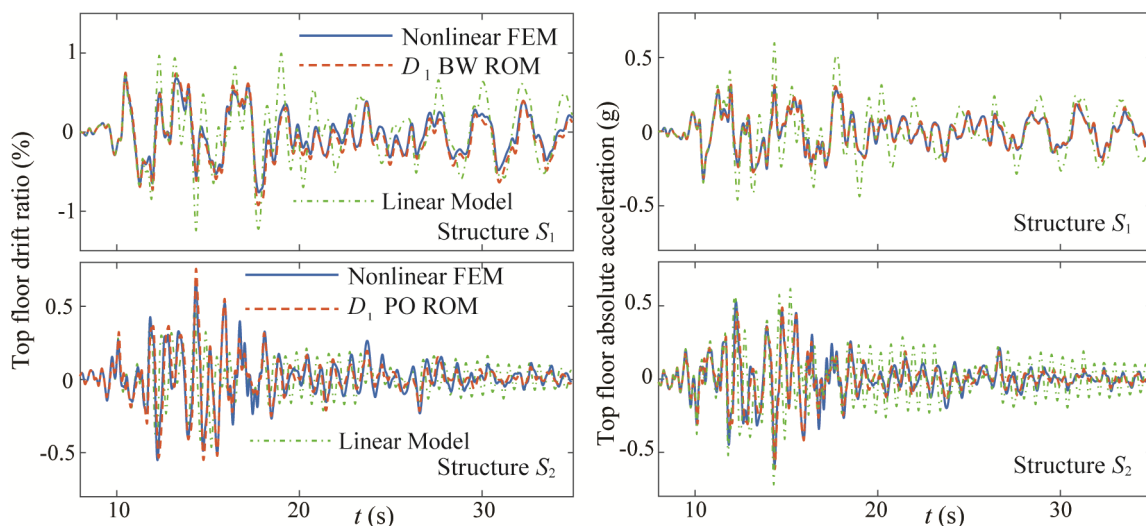 Top floor drift ratio (%)
1
0
-1
Nonlinear FEM
D1 BW ROM
Linear Model
Structure S1
0.5
0
-0.5
Nonlinear FEM
D1 PO ROM
Linear Model
Structure S2
10
20
30
t (s)
Top floor absolute acceleration (g)
0.5
0
-0.5
Structure S1
0.5
0
-0.5
Structure S2
10
20
30
t (s)